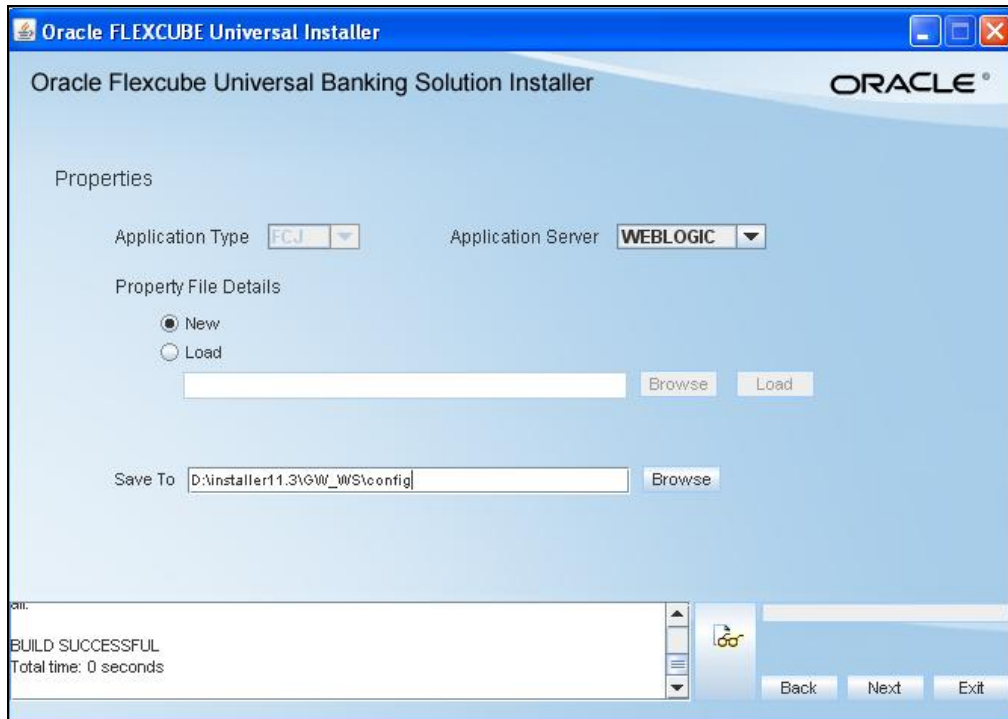 Oracle FLEXCUBE Universal Installer
Oracle Flexcube Universal Banking Solution Installer
ORACLE®
Properties
Application Type FCJ Application Server WEBLOGIC
Property File Details
New
Load
Browse Load
Save To D:\installer11.3\GW_WS\config Browse
all:
BUILD SUCCESSFUL
Total time: 0 seconds
Back Next Exit